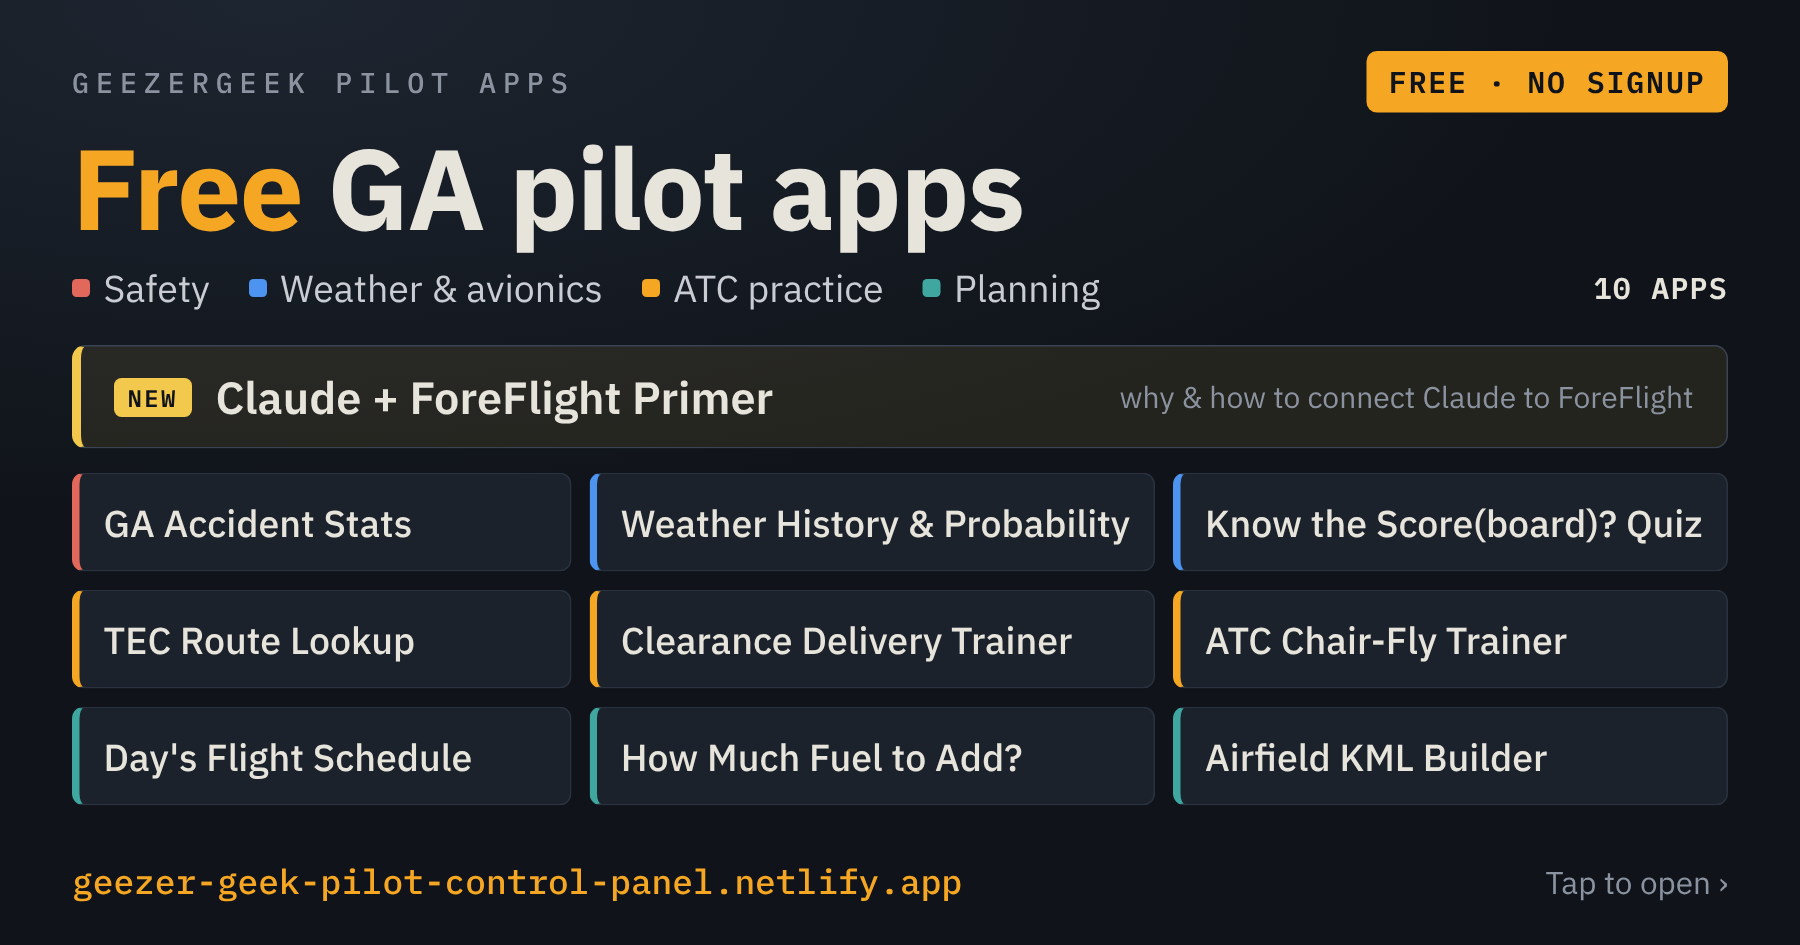 GEEZERGEEK PILOT APPS
FREE · NO SIGNUP
Free GA pilot apps
Safety Weather & avionics ATC practice Planning 10 APPS
NEW Claude + ForeFlight Primer why & how to connect Claude to ForeFlight
GA Accident Stats Weather History & Probability Know the Score(board)? Quiz
TEC Route Lookup Clearance Delivery Trainer ATC Chair-Fly Trainer
Day's Flight Schedule How Much Fuel to Add? Airfield KML Builder
geezer-geek-pilot-control-panel.netlify.app Tap to open ›